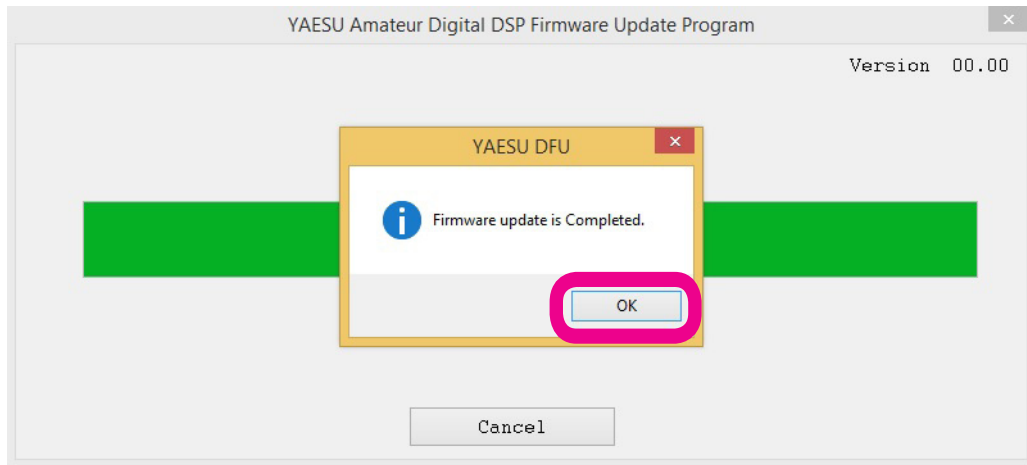 YAESU Amateur Digital DSP Firmware Update Program
Version 00.00
YAESU DFU
Firmware update is Completed.
OK
Cancel